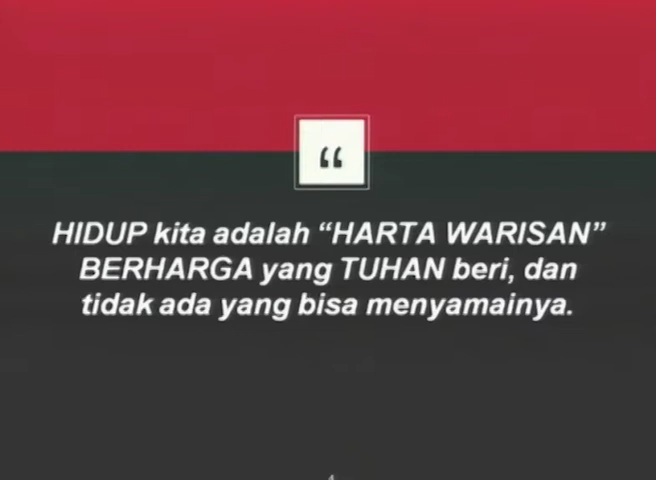 “
HIDUP kita adalah “HARTA WARISAN”
BERHARGA yang TUHAN beri, dan
tidak ada yang bisa menyamainya.